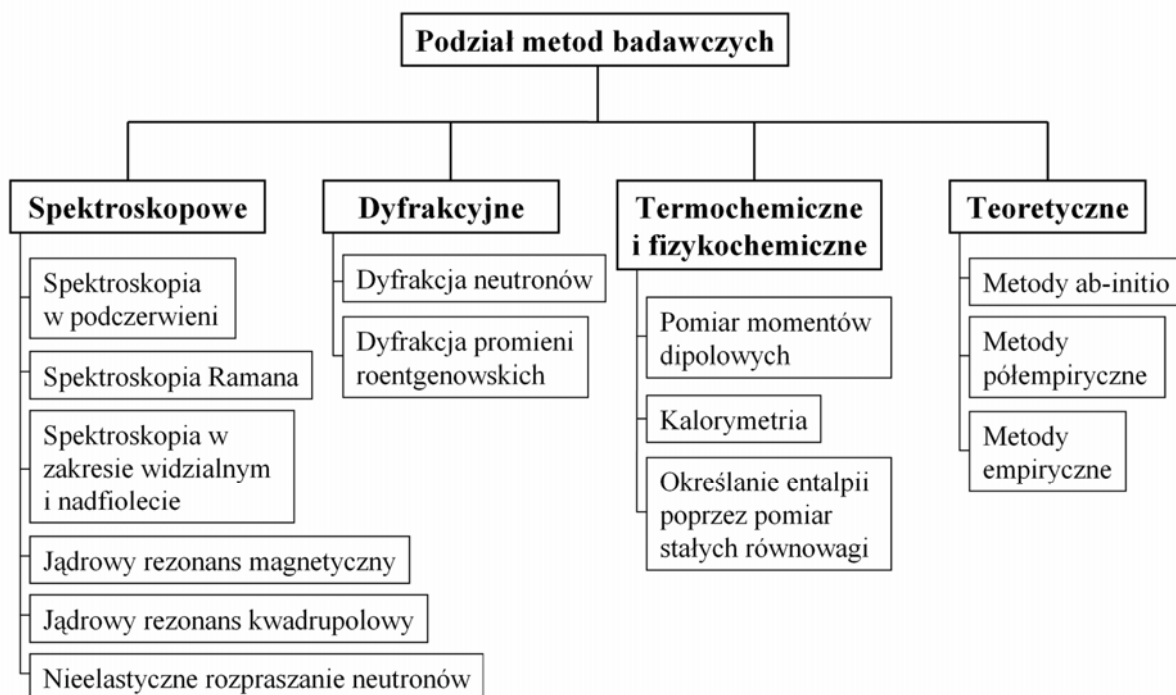 Podział metod badawczych
Spektroskopowe
Spektroskopia
w podczerwieni
Spektroskopia Ramana
Spektroskopia w
zakresie widzialnym
i nadfiolecie
Jądrowy rezonans magnetyczny
Jądrowy rezonans kwadrupolowy
Nieelastyczne rozpraszanie neutronów
Dyfrakcyjne
Dyfrakcja neutronów
Dyfrakcja promieni
roentgenowskich
Termochemiczne
i fizykochemiczne
Pomiar momentów
dipolowych
Kalorymetria
Określanie entalpii
poprzez pomiar
stałych równowagi
Teoretyczne
Metody ab-initio
Metody
półempiryczne
Metody
empiryczne